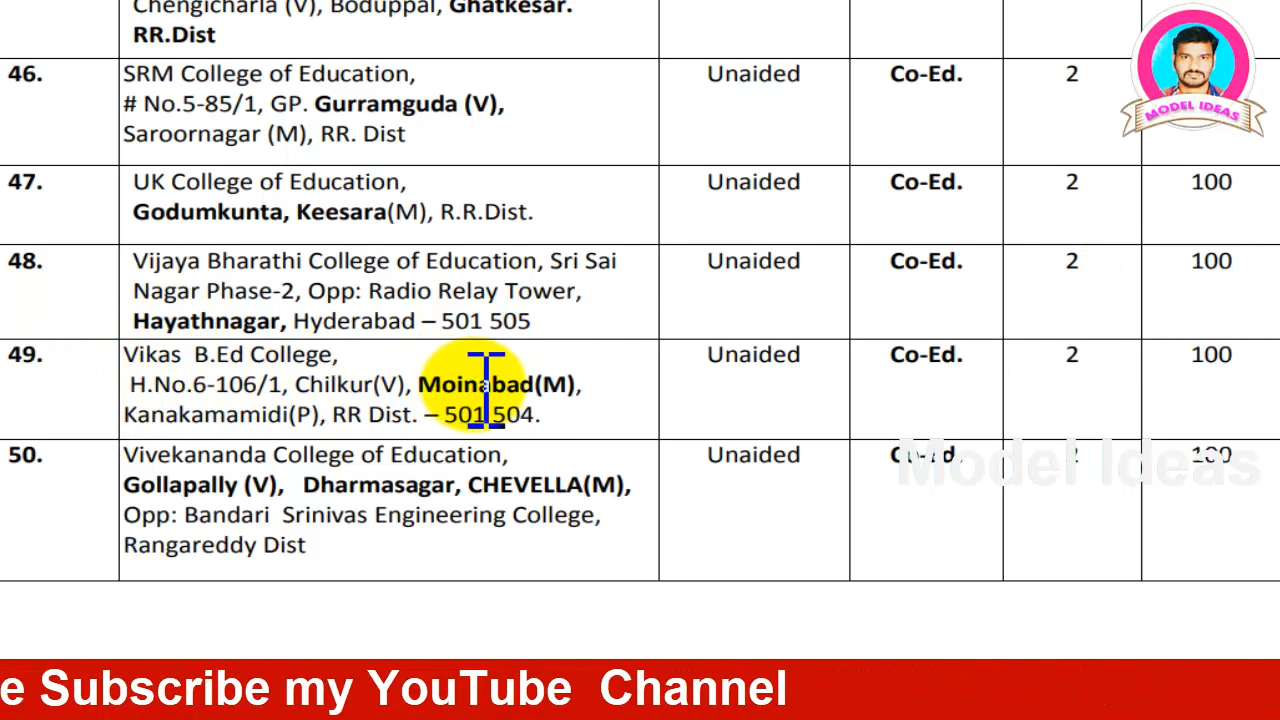 Chengicharla (V), Boduppal, Ghatkesar.
RR.Dist
46. SRM College of Education, Unaided Co-Ed. 2
# No.5-85/1, GP. Gurramguda (V),
Saroornagar (M), RR. Dist
MODEL IDEAS
47. UK College of Education, Unaided Co-Ed. 2 100
Godumkunta, Keesara(M), R.R.Dist.
48. Vijaya Bharathi College of Education, Sri Sai Unaided Co-Ed. 2 100
Nagar Phase-2, Opp: Radio Relay Tower,
Hayathnagar, Hyderabad – 501 505
49. Vikas B.Ed College, Unaided Co-Ed. 2 100
H.No.6-106/1, Chilkur(V), Moinabad(M),
Kanakamamidi(P), RR Dist. – 501 504.
50. Vivekananda College of Education, Unaided Co-Ed. 2 100
Model Ideas
Gollapally (V), Dharmasagar, CHEVELLA(M),
Opp: Bandari Srinivas Engineering College,
Rangareddy Dist
e Subscribe my YouTube Channel